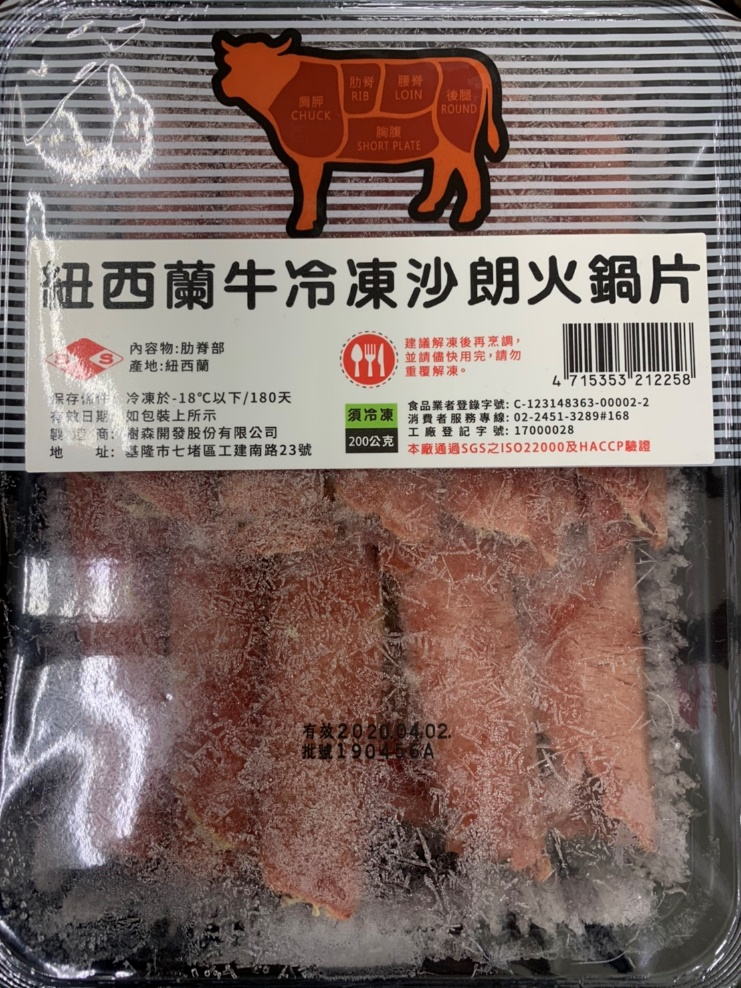 肩胛
CHUCK
肋脊
RIB
腰脊
LOIN
後腿
ROUND
胸腹
SHORT PLATE
紐西蘭牛冷凍沙朗火鍋片
內容物:肋脊部
產地:紐西蘭
建議解凍後再烹調，
並請儘快用完，請勿
重覆解凍。
4 715353 212258
保存條件: 冷凍於-18℃以下/180天
有效日期: 如包裝上所示
製造商: 樹森開發股份有限公司
地址: 基隆市七堵區工建南路23號
須冷凍
200公克
食品業者登錄字號: C-123148363-00002-2
消費者服務專線: 02-2451-3289#168
工廠登記字號: 17000028
本廠通過SGS之ISO22000及HACCP驗證
有效2020.04.02.
批號